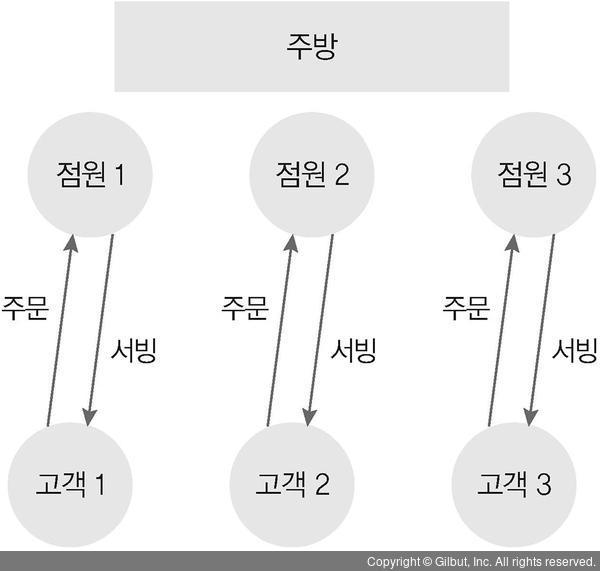 주방
점원 1
점원 2
점원 3
주문
주문
주문
서빙
서빙
서빙
고객 1
고객 2
고객 3
Copyright © Gilbut, Inc. All rights reserved.